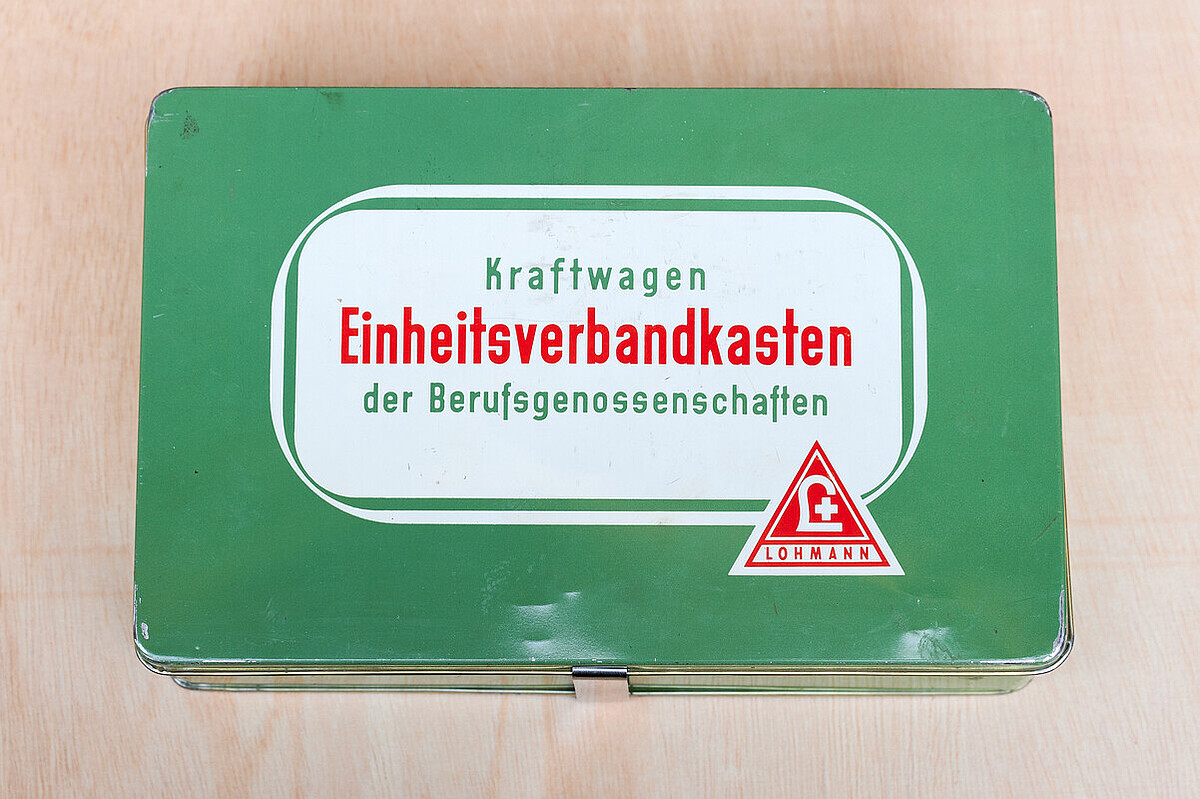 Kraftwagen
Einheitsverbandkasten
der Berufsgenossenschaften
L
LOHMANN